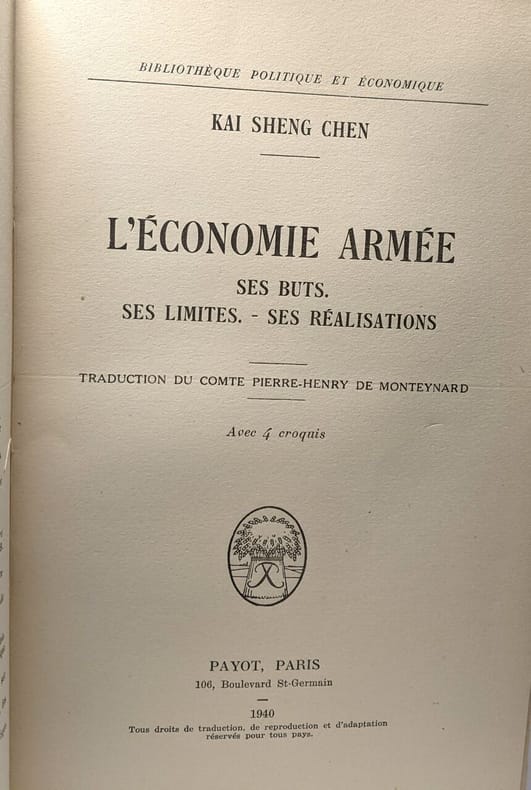 BIBLIOTHÈQUE POLITIQUE ET ÉCONOMIQUE
KAI SHENG CHEN
L'ÉCONOMIE ARMÉE
SES BUTS.
SES LIMITES. - SES RÉALISATIONS
TRADUCTION DU COMTE PIERRE-HENRY DE MONTEYNARD
Avec 4 croquis
PAYOT, PARIS
106, Boulevard St-Germain
1940
Tous droits de traduction, de reproduction et d'adaptation
réservés pour tous pays.